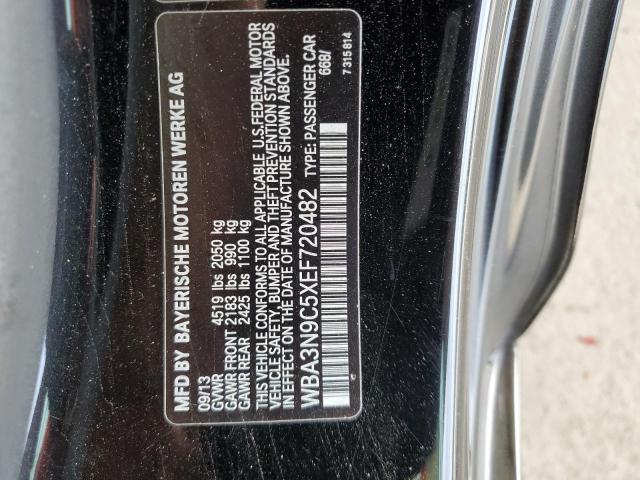 MFD BY BAYERISCHE MOTOREN WERKE AG
09/13
GVWR 4519 lbs 2050 kg
GAWR FRONT 2183 lbs 990 kg
GAWR REAR 2425 lbs 1100 kg
THIS VEHICLE CONFORMS TO ALL APPLICABLE U.S. FEDERAL MOTOR
VEHICLE SAFETY, BUMPER AND THEFT PREVENTION STANDARDS
IN EFFECT ON THE DATE OF MANUFACTURE SHOWN ABOVE.
WBA3N9C5XEF720482 TYPE: PASSENGER CAR
668/
7315814